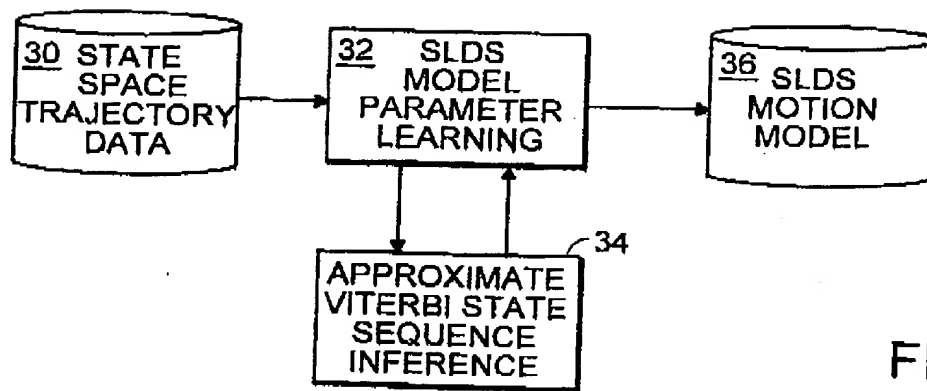 30 STATE
SPACE
TRAJECTORY
DATA
32 SLDS
MODEL
PARAMETER
LEARNING
36 SLDS
MOTION
MODEL
34
APPROXIMATE
VITERBI STATE
SEQUENCE
INFERENCE